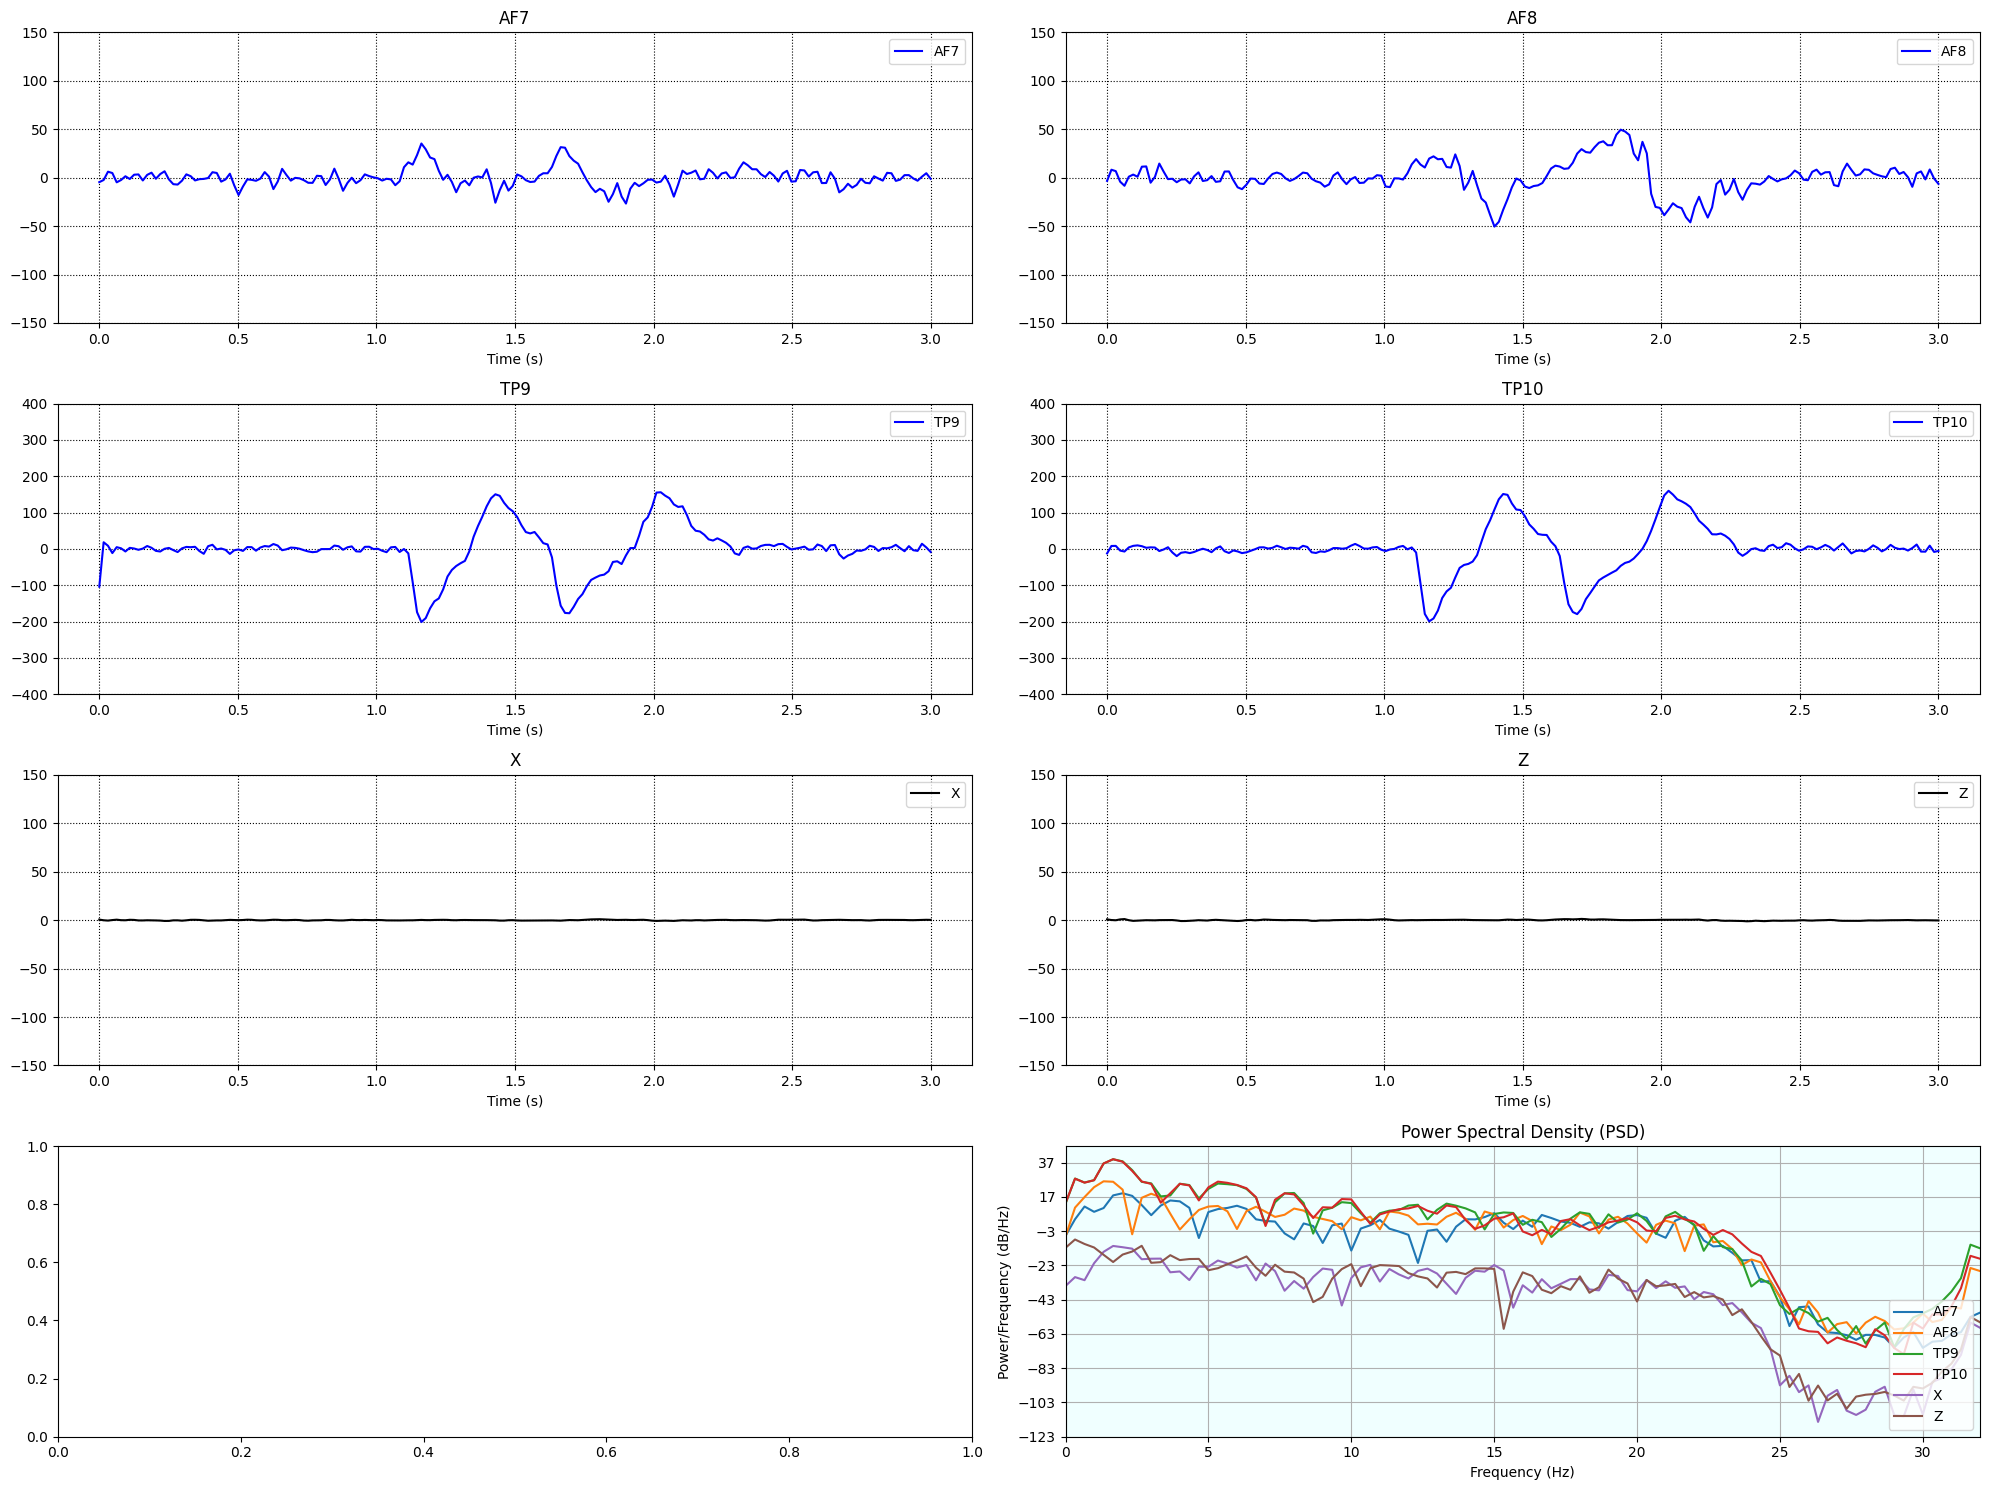 AF7
150
100
50
0
−50
−100
−150
AF7
0.0 0.5 1.0 1.5 2.0 2.5 3.0
Time (s)
AF8
150
100
50
0
−50
−100
−150
AF8
0.0 0.5 1.0 1.5 2.0 2.5 3.0
Time (s)
TP9
400
300
200
100
0
−100
−200
−300
−400
TP9
0.0 0.5 1.0 1.5 2.0 2.5 3.0
Time (s)
TP10
400
300
200
100
0
−100
−200
−300
−400
TP10
0.0 0.5 1.0 1.5 2.0 2.5 3.0
Time (s)
X
150
100
50
0
−50
−100
−150
X
0.0 0.5 1.0 1.5 2.0 2.5 3.0
Time (s)
Z
150
100
50
0
−50
−100
−150
Z
0.0 0.5 1.0 1.5 2.0 2.5 3.0
Time (s)
1.0
0.8
0.6
0.4
0.2
0.0
0.0 0.2 0.4 0.6 0.8 1.0
Power Spectral Density (PSD)
Power/Frequency (dB/Hz)
37
17
−3
−23
−43
−63
−83
−103
−123
AF7
AF8
TP9
TP10
X
Z
0 5 10 15 20 25 30
Frequency (Hz)